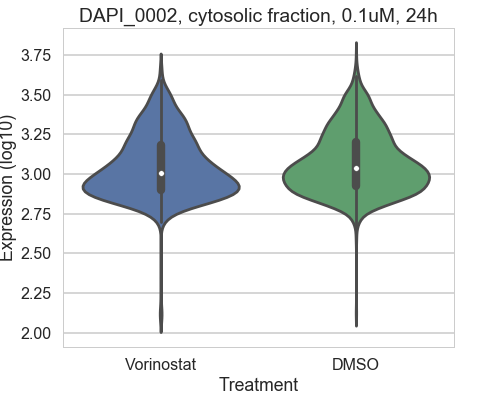 DAPI_0002, cytosolic fraction, 0.1uM, 24h
Expression (log10)
3.75
3.50
3.25
3.00
2.75
2.50
2.25
2.00
Vorinostat
DMSO
Treatment